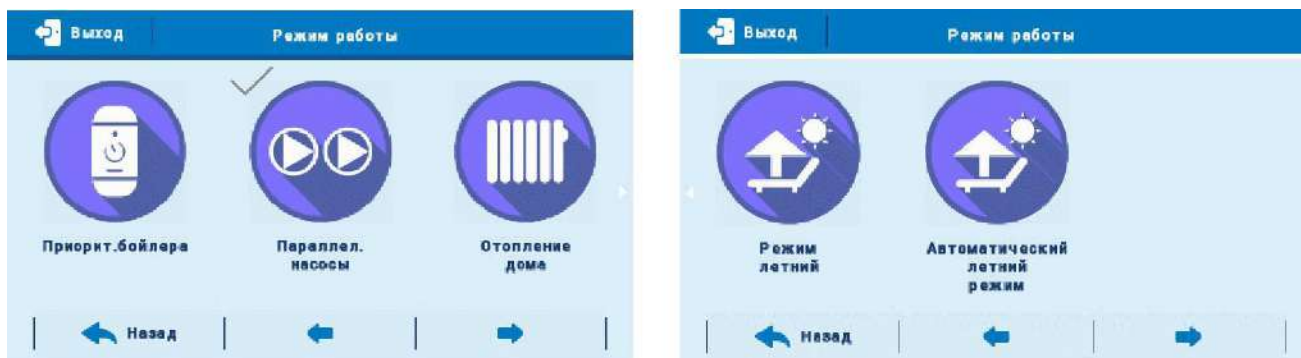 Выход Режим работы
Приорит.бойлера Параллел. Отопление
насосы дома
Назад
Выход Режим работы
Режим Автоматический
летний летний
режим
Назад